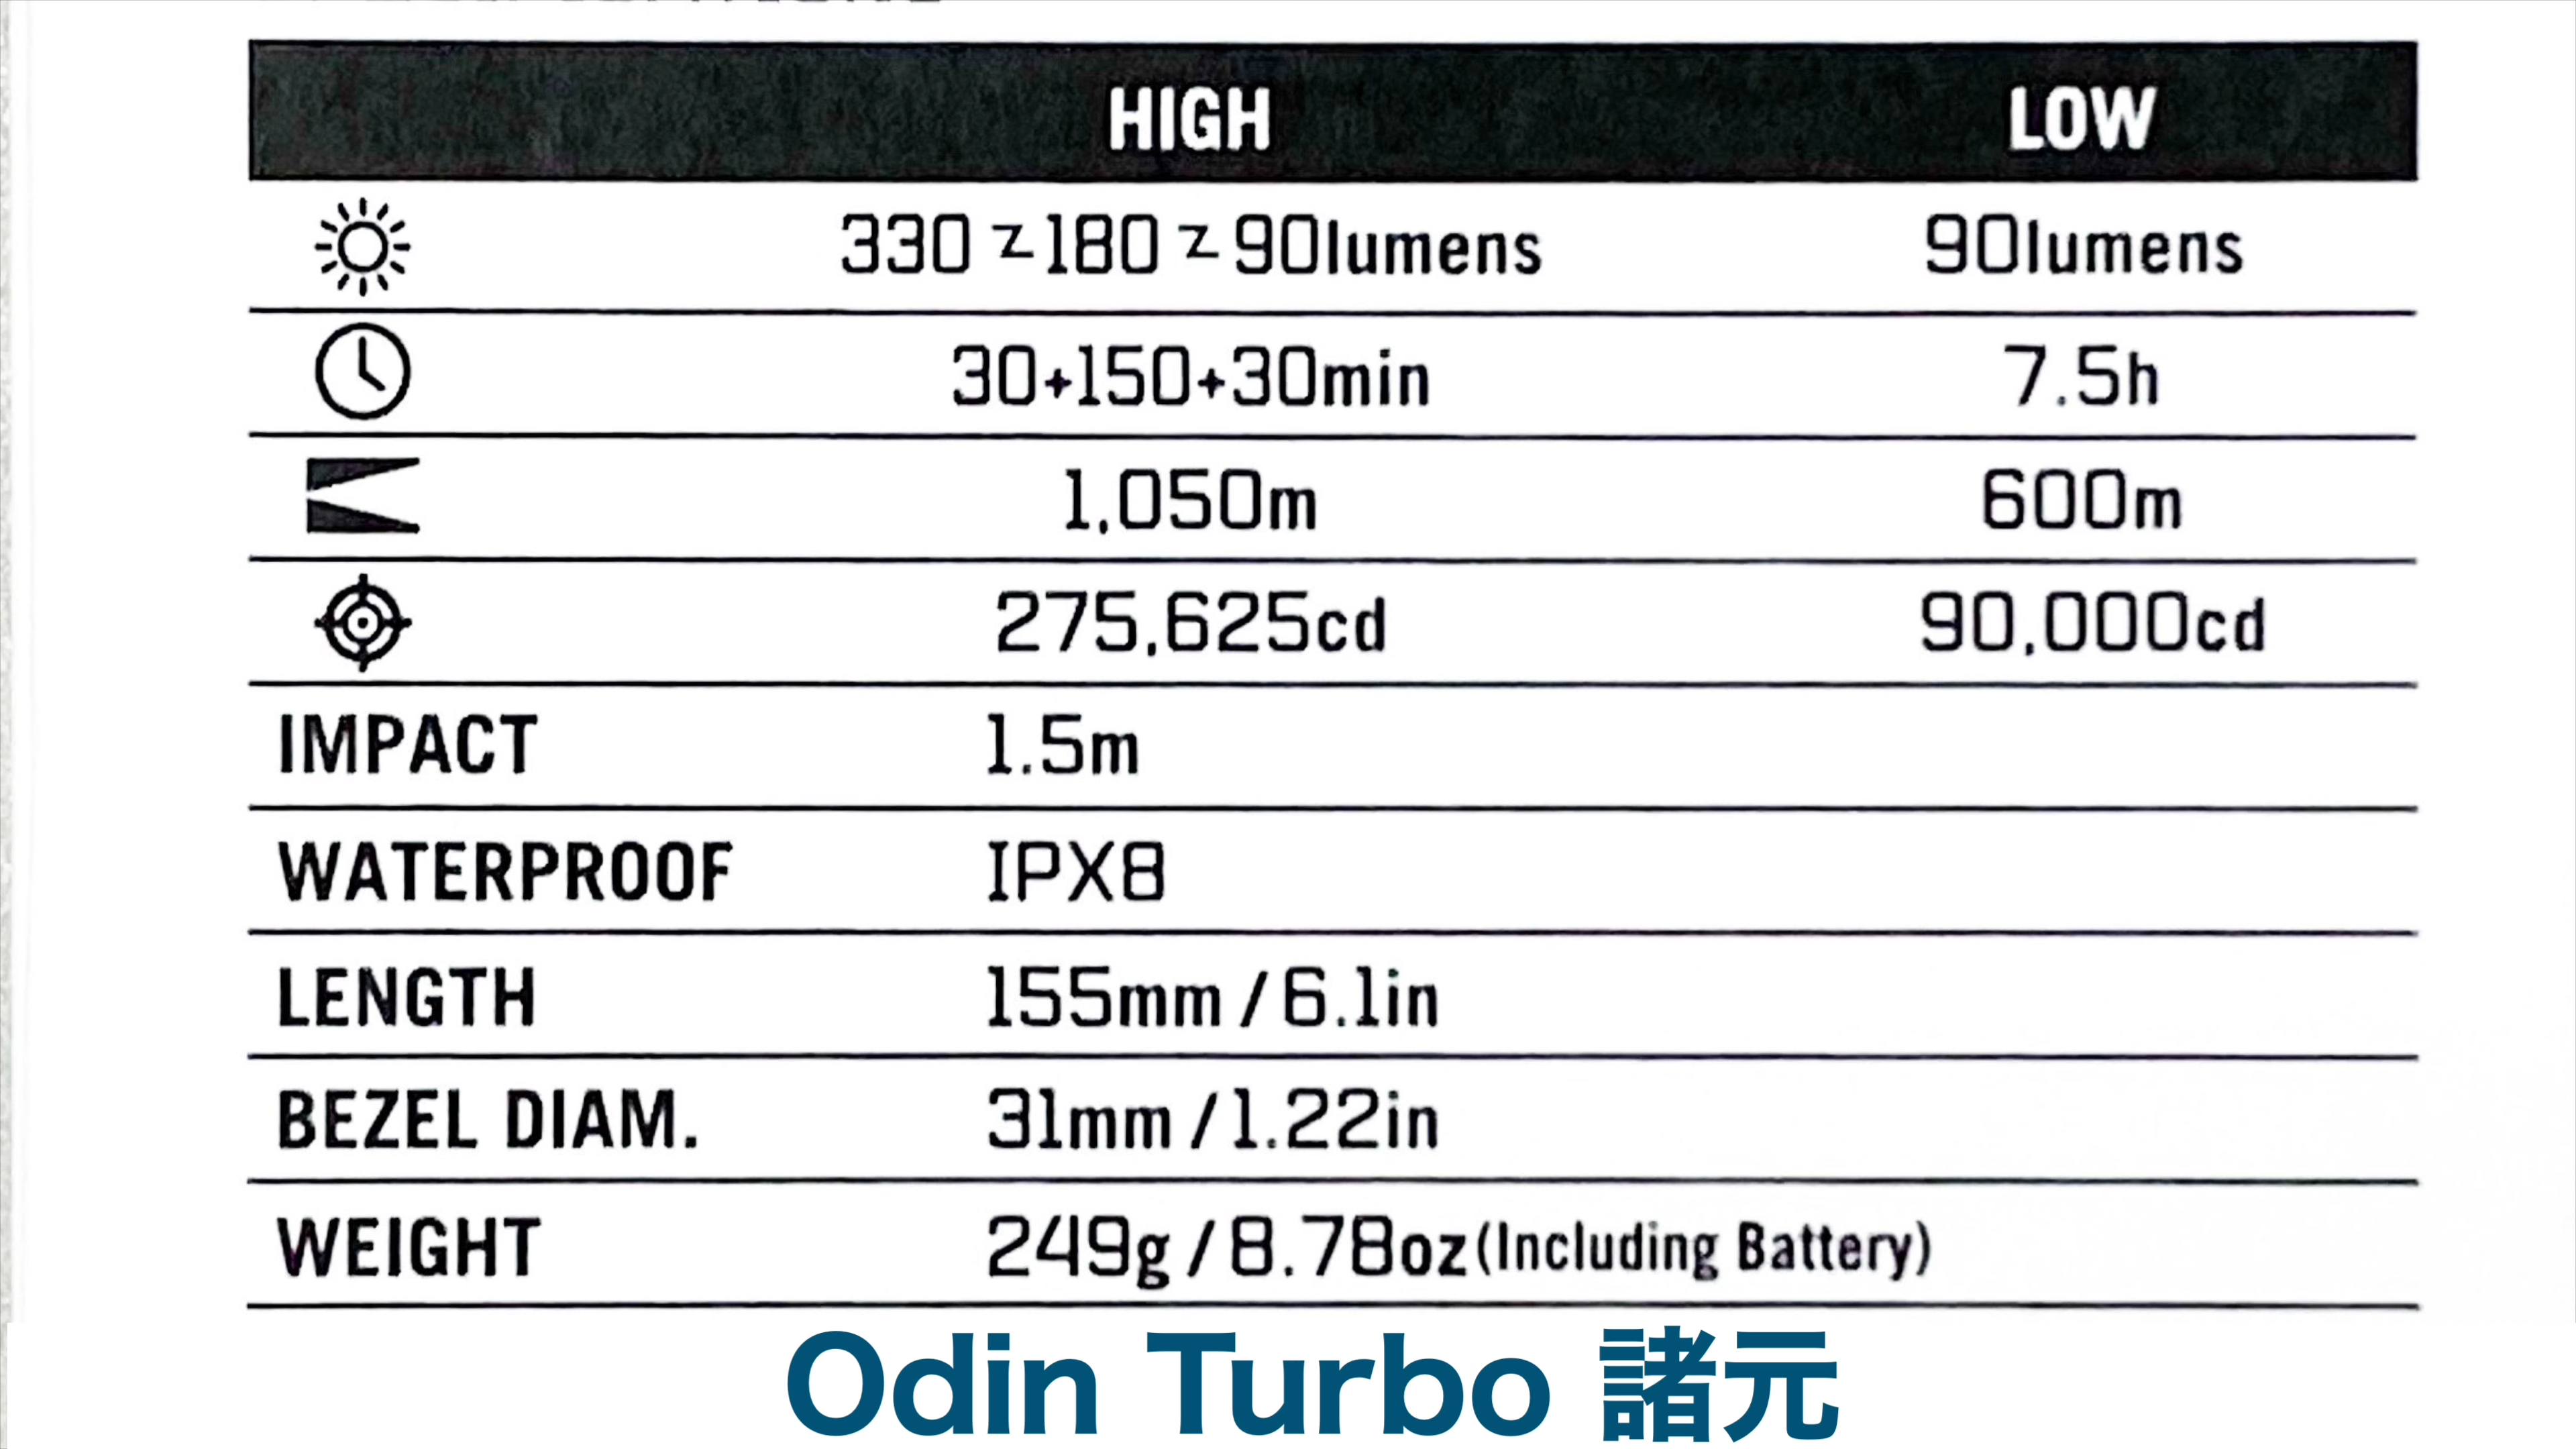 HIGH LOW
330 Z 180 Z 90lumens 90lumens
30+150+30min 7.5h
1,050m 600m
275,625cd 90,000cd
IMPACT 1.5m
WATERPROOF IPX8
LENGTH 155mm / 6.1in
BEZEL DIAM. 31mm / 1.22in
WEIGHT 249g / 8.78oz (Including Battery)
Odin Turbo 諸元